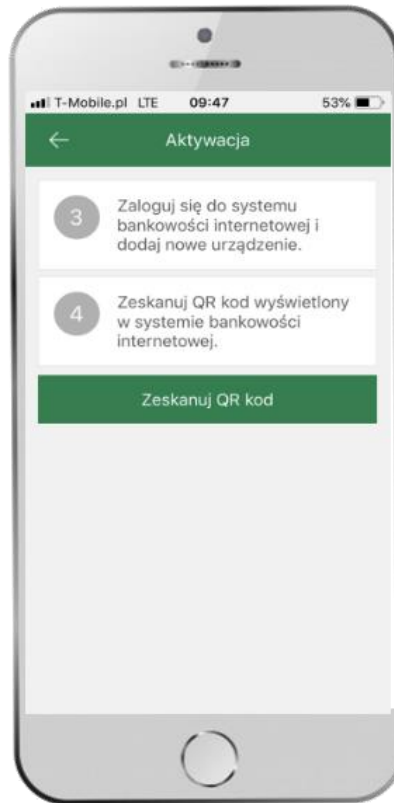 T-Mobile.pl LTE 09:47 53%
Aktywacja
3 Zaloguj się do systemu
bankowości internetowej i
dodaj nowe urządzenie.
4 Zeskanuj QR kod wyświetlony
w systemie bankowości
internetowej.
Zeskanuj QR kod